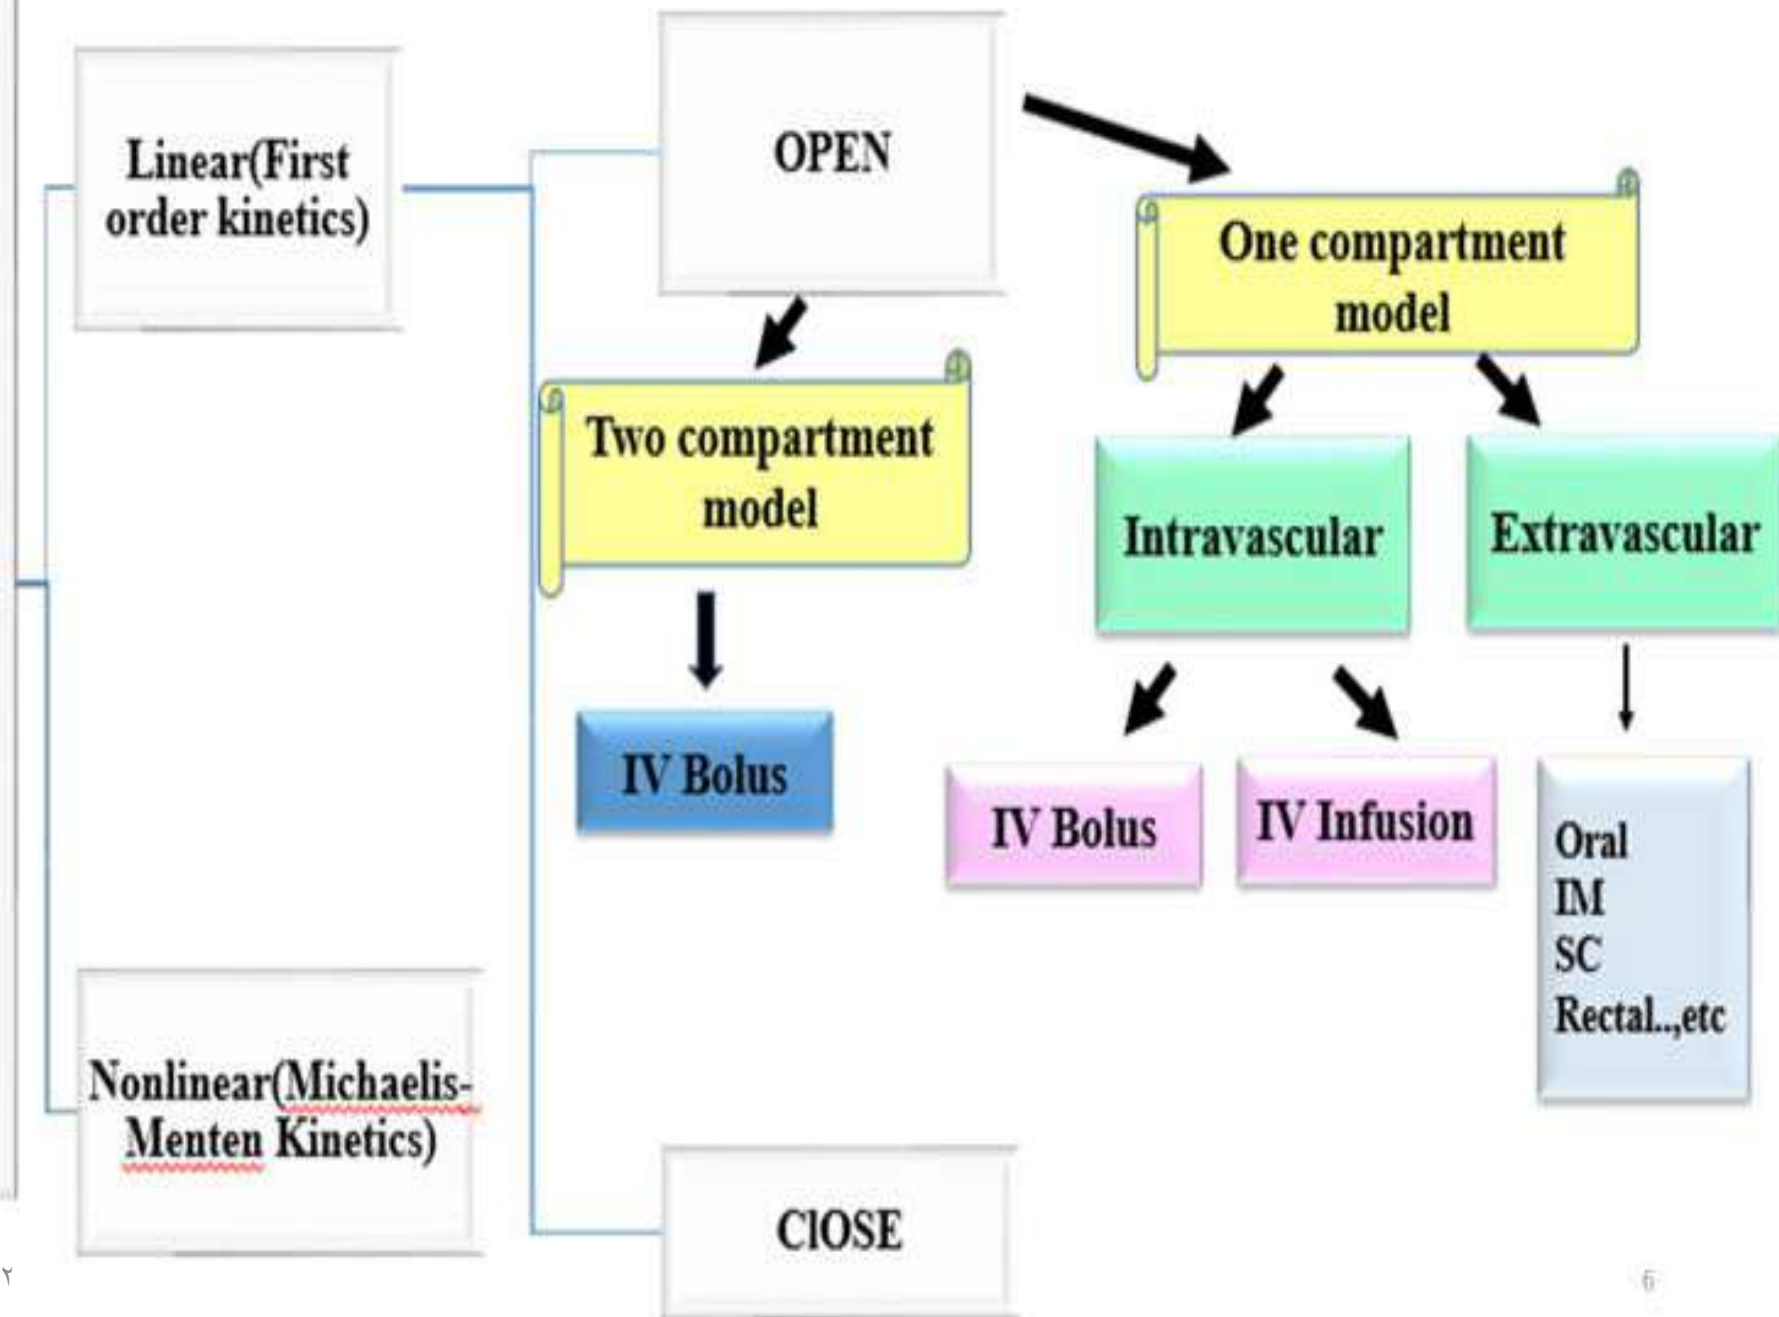 Linear(First
order kinetics)
OPEN
One compartment
model
Two compartment
model
Intravascular
Extravascular
IV Bolus
IV Bolus
IV Infusion
Oral
IM
SC
Rectal..,etc
Nonlinear(Michaelis-
Menten Kinetics)
ClOSE
٢
6